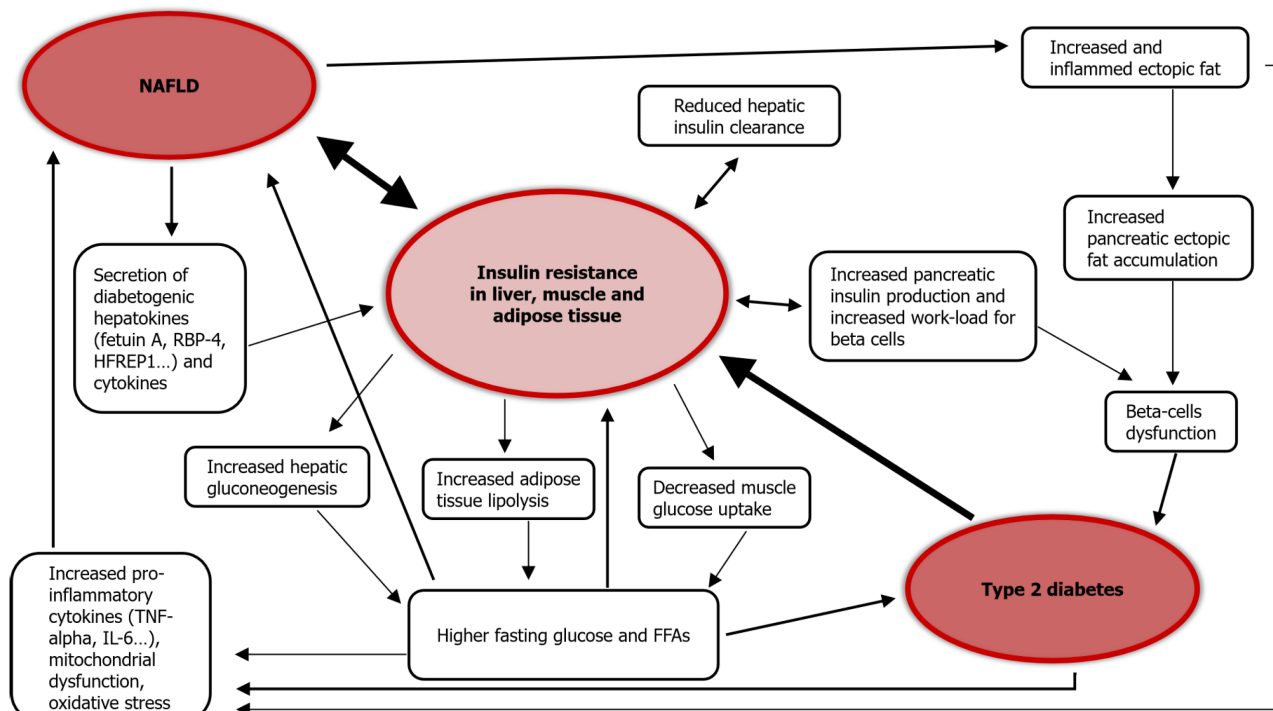 NAFLD
Increased and
inflammed ectopic fat
Reduced hepatic
insulin clearance
Increased
pancreatic ectopic
fat accumulation
Secretion of
diabetogenic
hepatokines
(fetuin A, RBP-4,
HFREP1...) and
cytokines
Insulin resistance
in liver, muscle and
adipose tissue
Increased pancreatic
insulin production and
increased work-load for
beta cells
Beta-cells
dysfunction
Increased hepatic
gluconeogenesis
Increased adipose
tissue lipolysis
Decreased muscle
glucose uptake
Type 2 diabetes
Increased pro-
inflammatory
cytokines (TNF-
alpha, IL-6...),
mitochondrial
dysfunction,
oxidative stress
Higher fasting glucose and FFAs